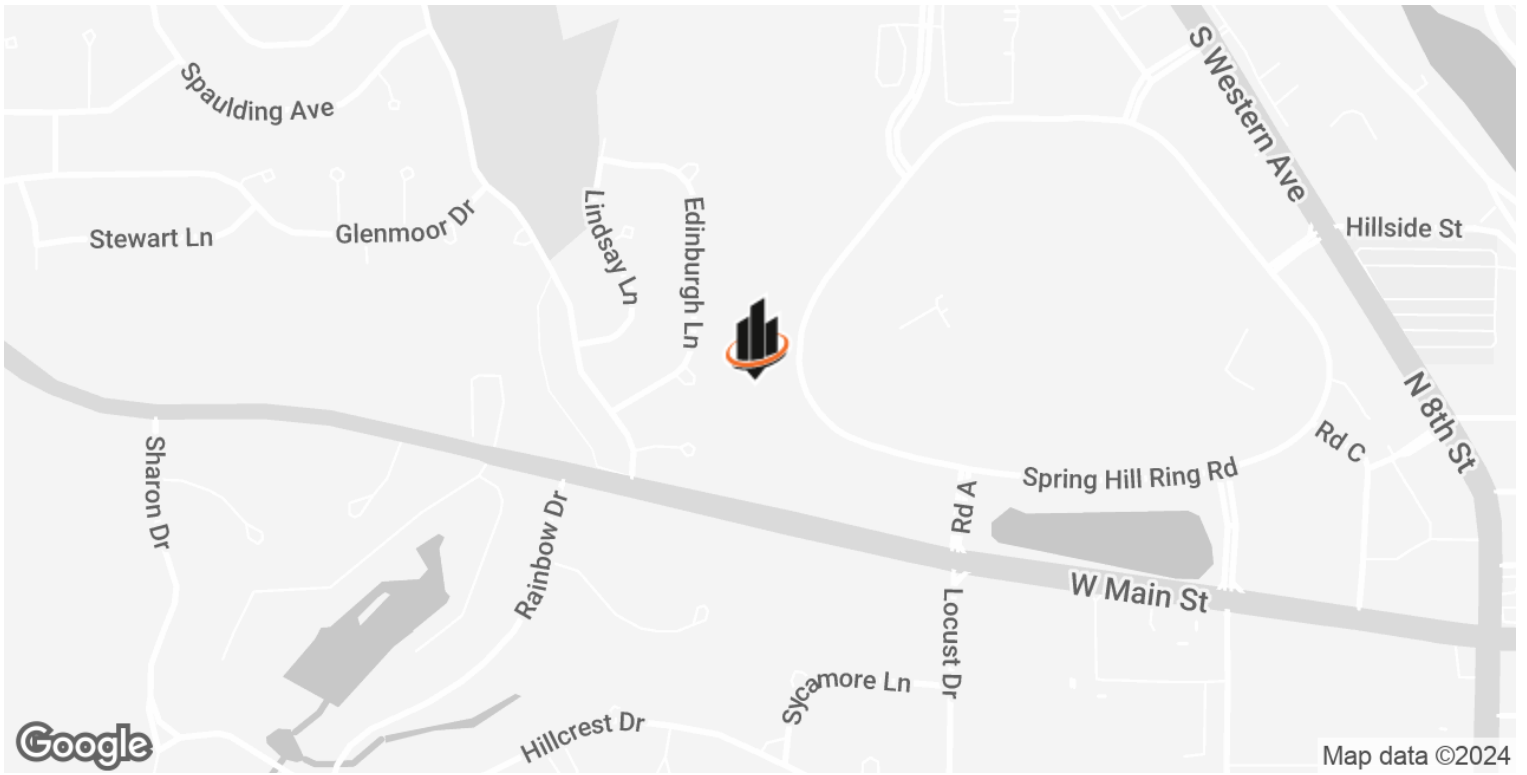 S Western Ave
Spaulding Ave
Hillside St
Lindsay Ln
Edinburgh Ln
Glenmoor Dr
Stewart Ln
N 8th St
Rd C
Sharon Dr
Spring Hill Ring Rd
Rd A
Rainbow Dr
W Main St
Locust Dr
Sycamore Ln
Hillcrest Dr
Google
Map data ©2024